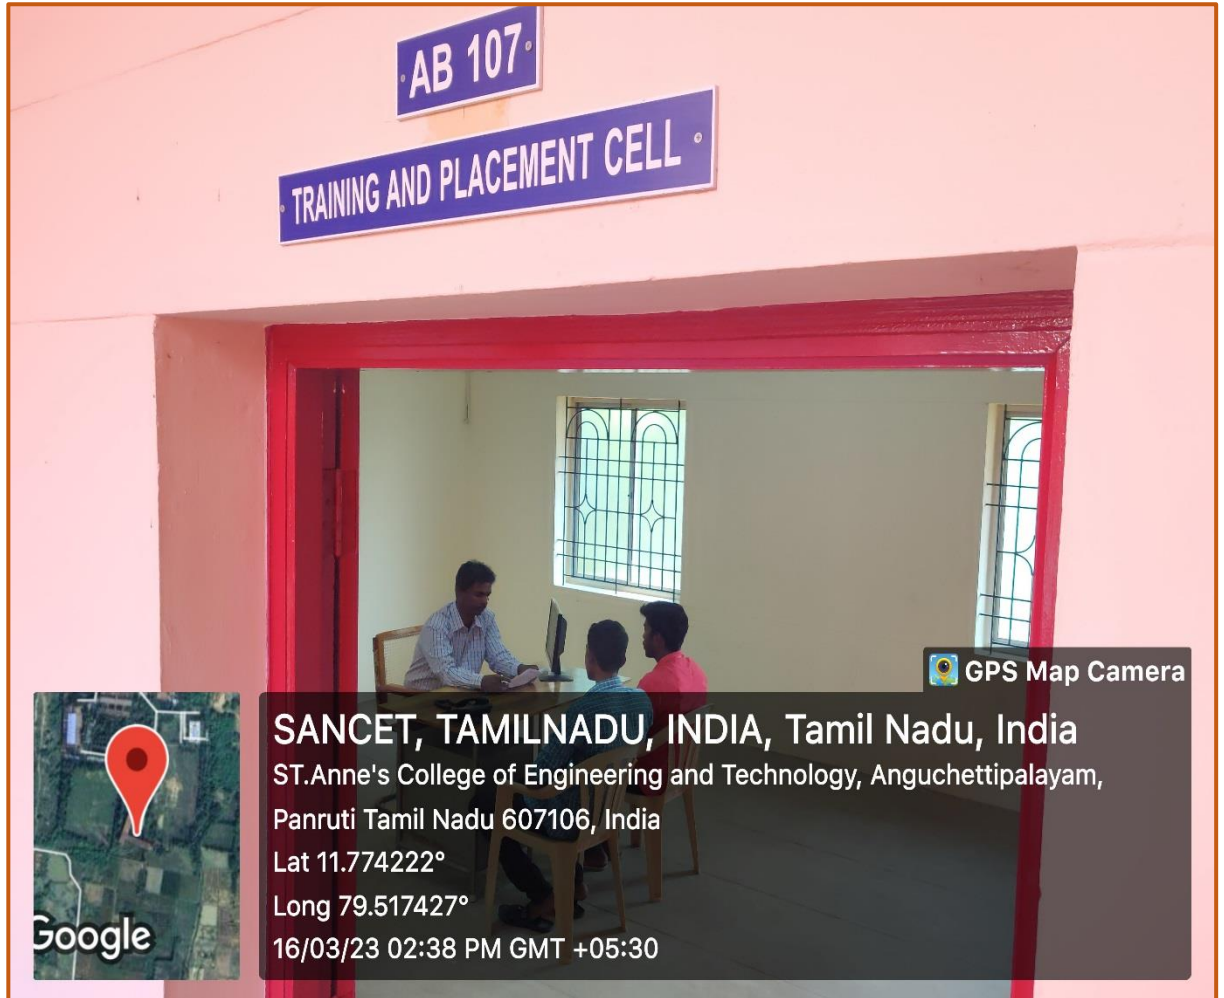 AB 107
TRAINING AND PLACEMENT CELL
GPS Map Camera
SANCET, TAMILNADU, INDIA, Tamil Nadu, India
ST.Anne's College of Engineering and Technology, Anguchettipalayam,
Panruti Tamil Nadu 607106, India
Lat 11.774222°
Long 79.517427°
16/03/23 02:38 PM GMT +05:30
Google